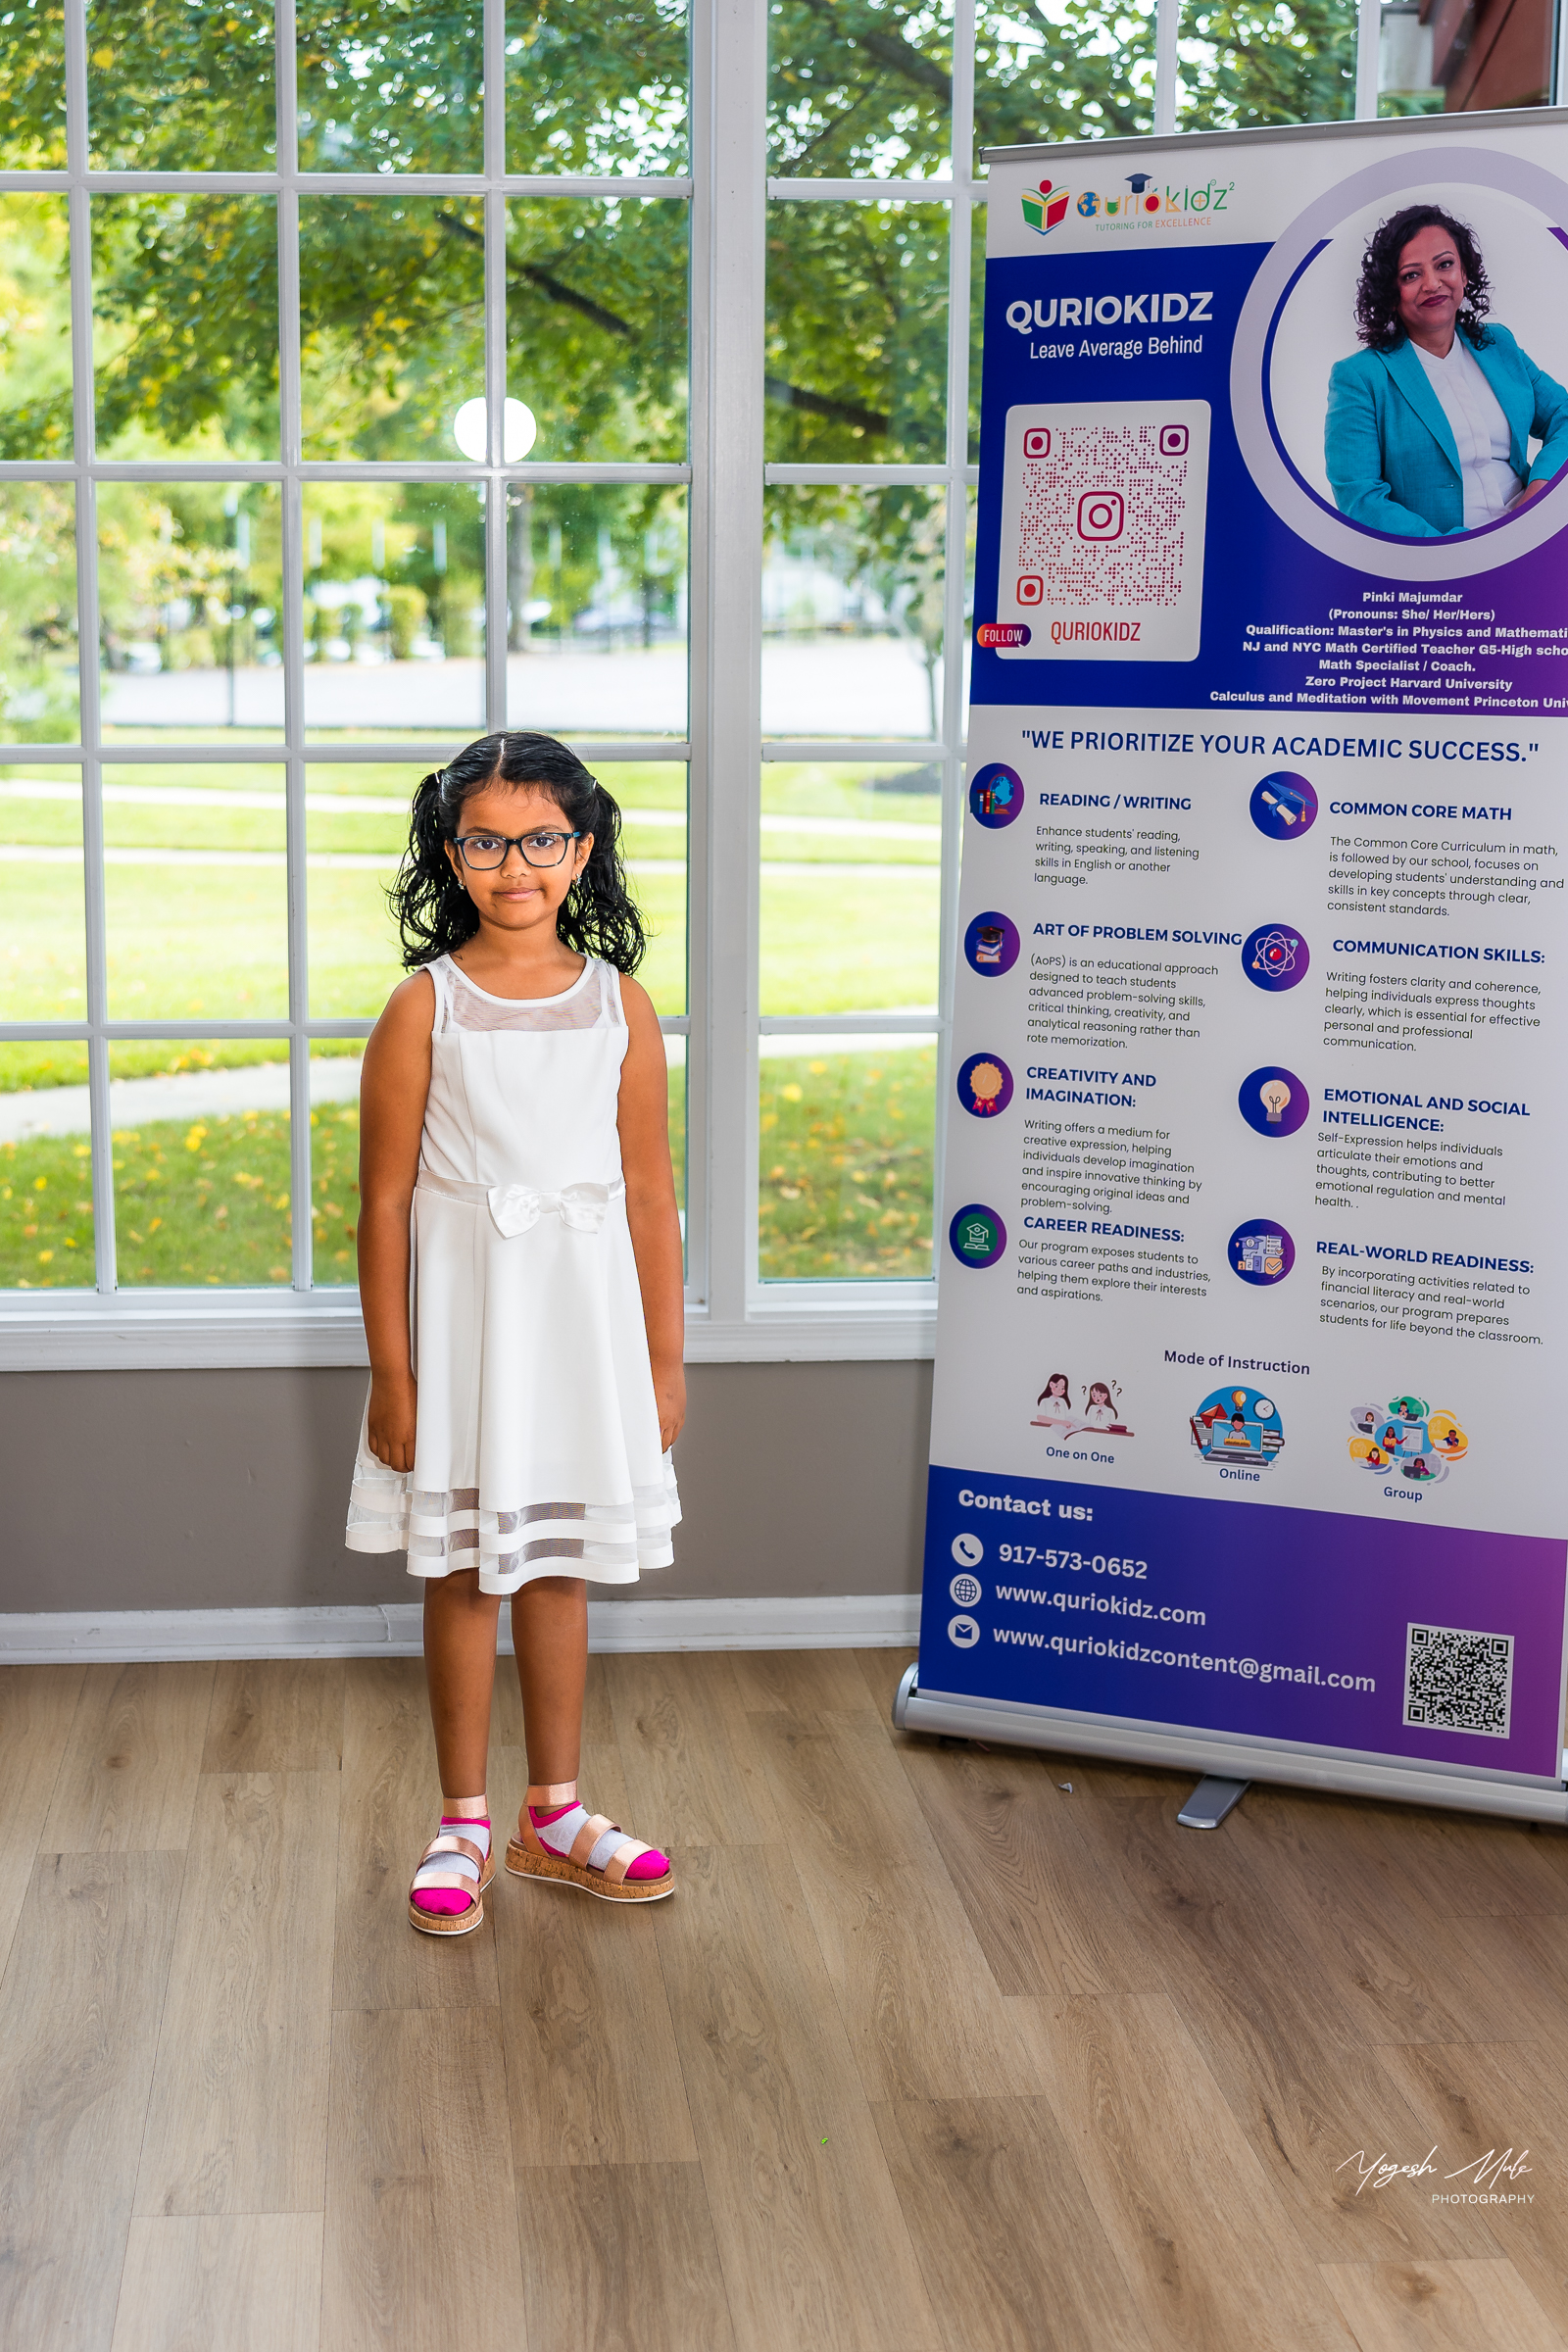 Quriokidz²
TUTORING FOR EXCELLENCE
QURIOKIDZ
Leave Average Behind
FOLLOW
QURIOKIDZ
Pinki Majumdar
(Pronouns: She/ Her/Hers)
Qualification: Master's in Physics and Mathemati
NJ and NYC Math Certified Teacher G5-High scho
Math Specialist / Coach.
Zero Project Harvard University
Calculus and Meditation with Movement Princeton Univ
"WE PRIORITIZE YOUR ACADEMIC SUCCESS."
READING / WRITING
Enhance students' reading,
writing, speaking, and listening
skills in English or another
language.
COMMON CORE MATH
The Common Core Curriculum in math,
is followed by our school, focuses on
developing students' understanding and
skills in key concepts through clear,
consistent standards.
ART OF PROBLEM SOLVING
(AoPS) is an educational approach
designed to teach students
advanced problem-solving skills,
critical thinking, creativity, and
analytical reasoning rather than
rote memorization.
COMMUNICATION SKILLS:
Writing fosters clarity and coherence,
helping individuals express thoughts
clearly, which is essential for effective
personal and professional
communication.
CREATIVITY AND
IMAGINATION:
Writing offers a medium for
creative expression, helping
individuals develop imagination
and inspire innovative thinking by
encouraging original ideas and
problem-solving.
EMOTIONAL AND SOCIAL
INTELLIGENCE:
Self-Expression helps individuals
articulate their emotions and
thoughts, contributing to better
emotional regulation and mental
health. .
CAREER READINESS:
Our program exposes students to
various career paths and industries,
helping them explore their interests
and aspirations.
REAL-WORLD READINESS:
By incorporating activities related to
financial literacy and real-world
scenarios, our program prepares
students for life beyond the classroom.
Mode of Instruction
One on One
Online
Group
Contact us:
917-573-0652
www.quriokidz.com
www.quriokidzcontent@gmail.com
Yogesh Mule
PHOTOGRAPHY